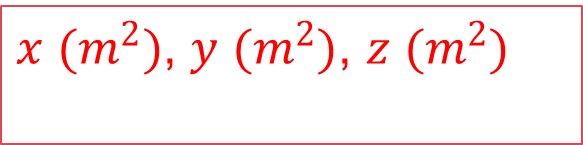 x (m²), y (m²), z (m²)